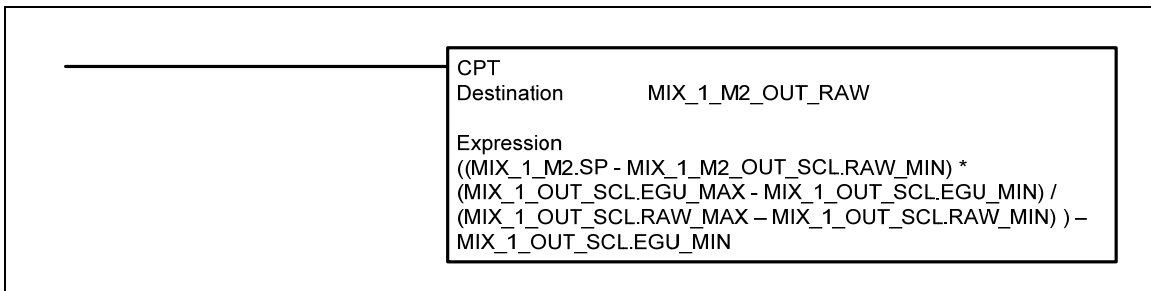 CPT
Destination MIX_1_M2_OUT_RAW
Expression
((MIX_1_M2.SP - MIX_1_M2_OUT_SCL.RAW_MIN) *
(MIX_1_OUT_SCL.EGU_MAX - MIX_1_OUT_SCL.EGU_MIN) /
(MIX_1_OUT_SCL.RAW_MAX – MIX_1_OUT_SCL.RAW_MIN) ) –
MIX_1_OUT_SCL.EGU_MIN